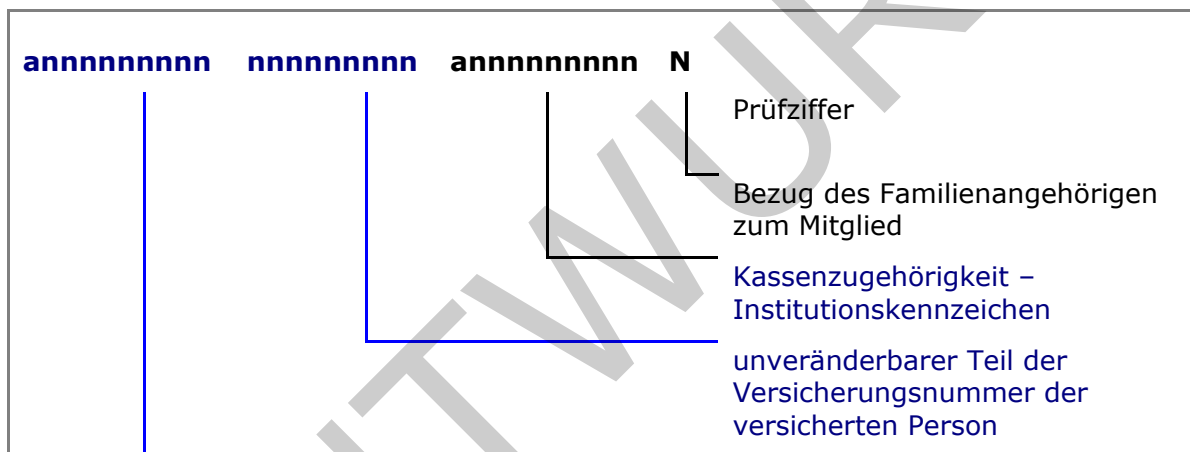 annnnnnnnn nnnnnnnnn annnnnnnnn N
Prüfziffer
Bezug des Familienangehörigen
zum Mitglied
Kassenzugehörigkeit –
Institutionskennzeichen
unveränderbarer Teil der
Versicherungsnummer der
versicherten Person